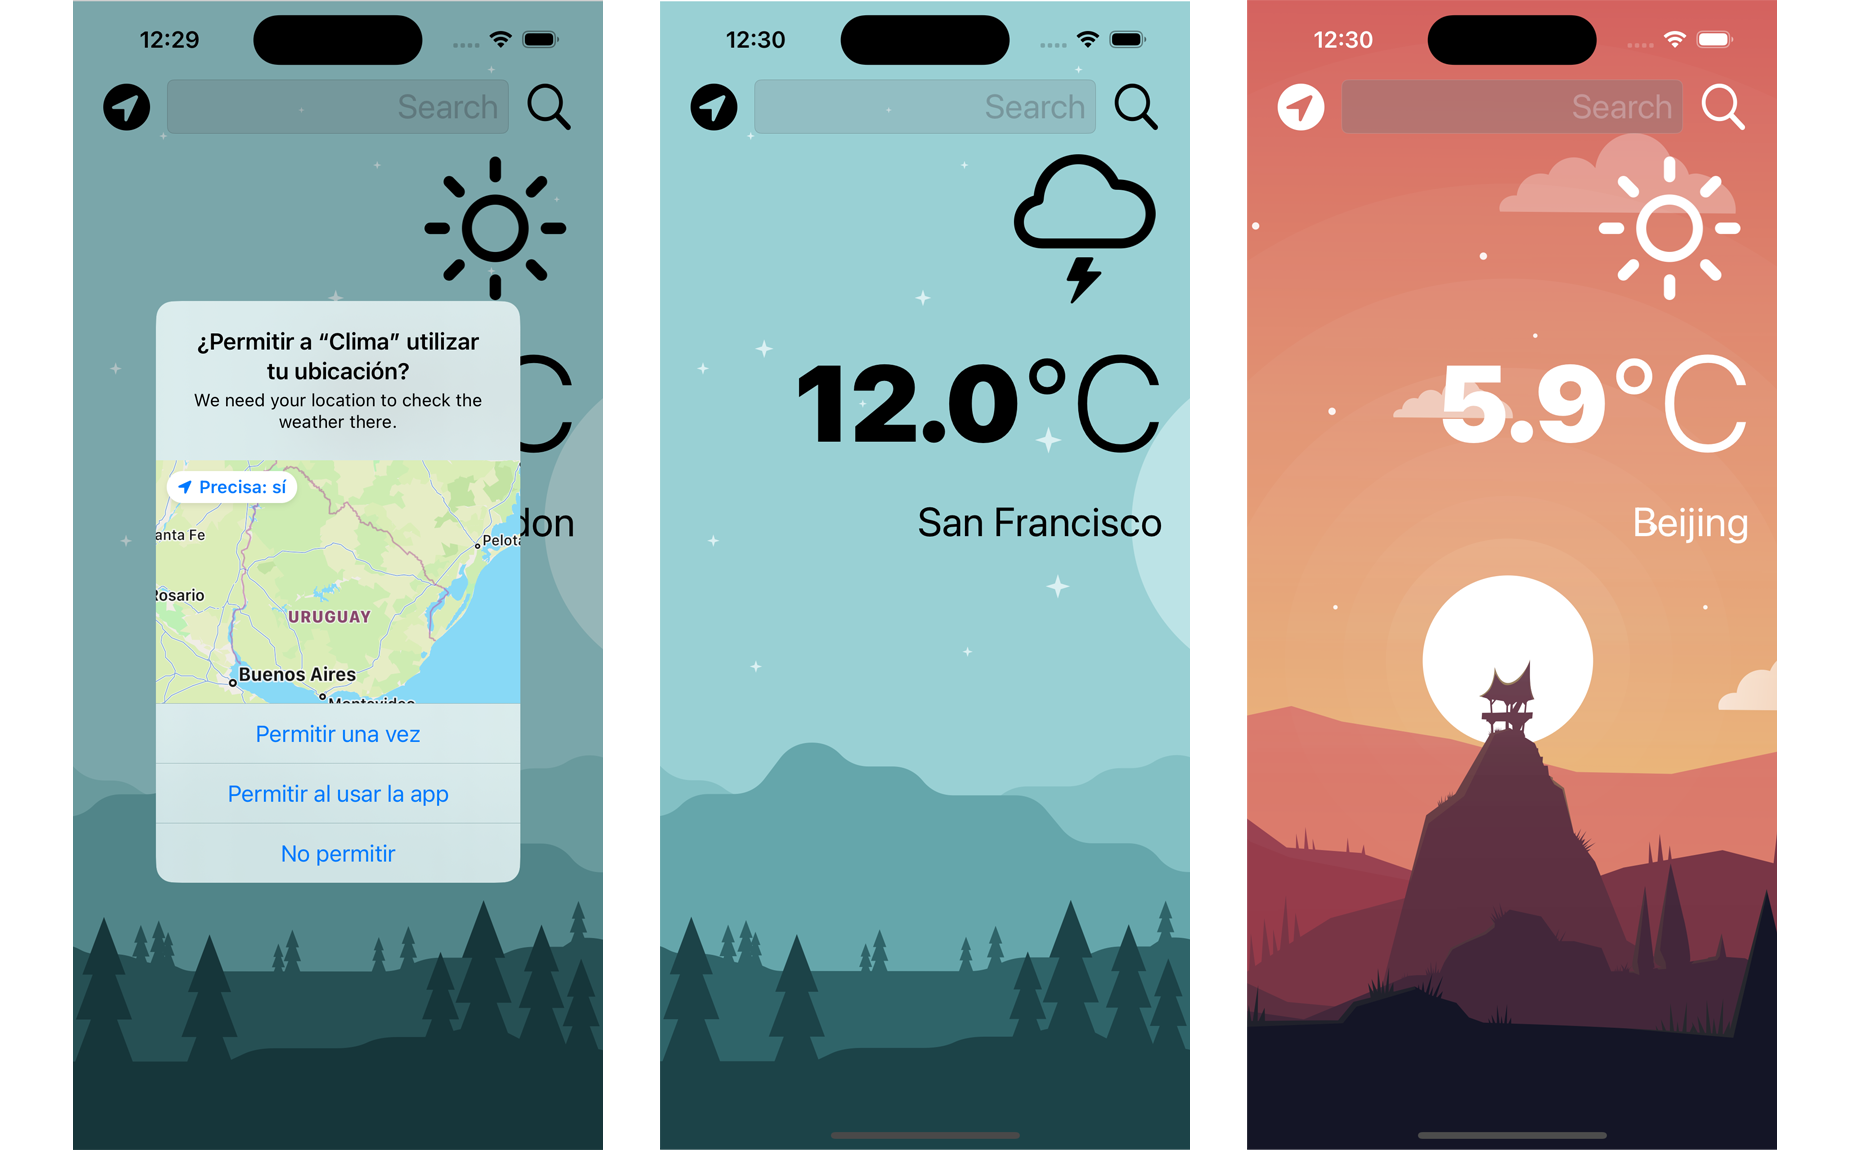 12:29
Search
¿Permitir a “Clima” utilizar
tu ubicación?
We need your location to check the
weather there.
C
Precisa: sí
anta Fe
Pelota
Rosario
URUGUAY
Buenos Aires
Montevideo
don
Permitir una vez
Permitir al usar la app
No permitir
12:30
Search
12.0°C
San Francisco
12:30
Search
5.9°C
Beijing